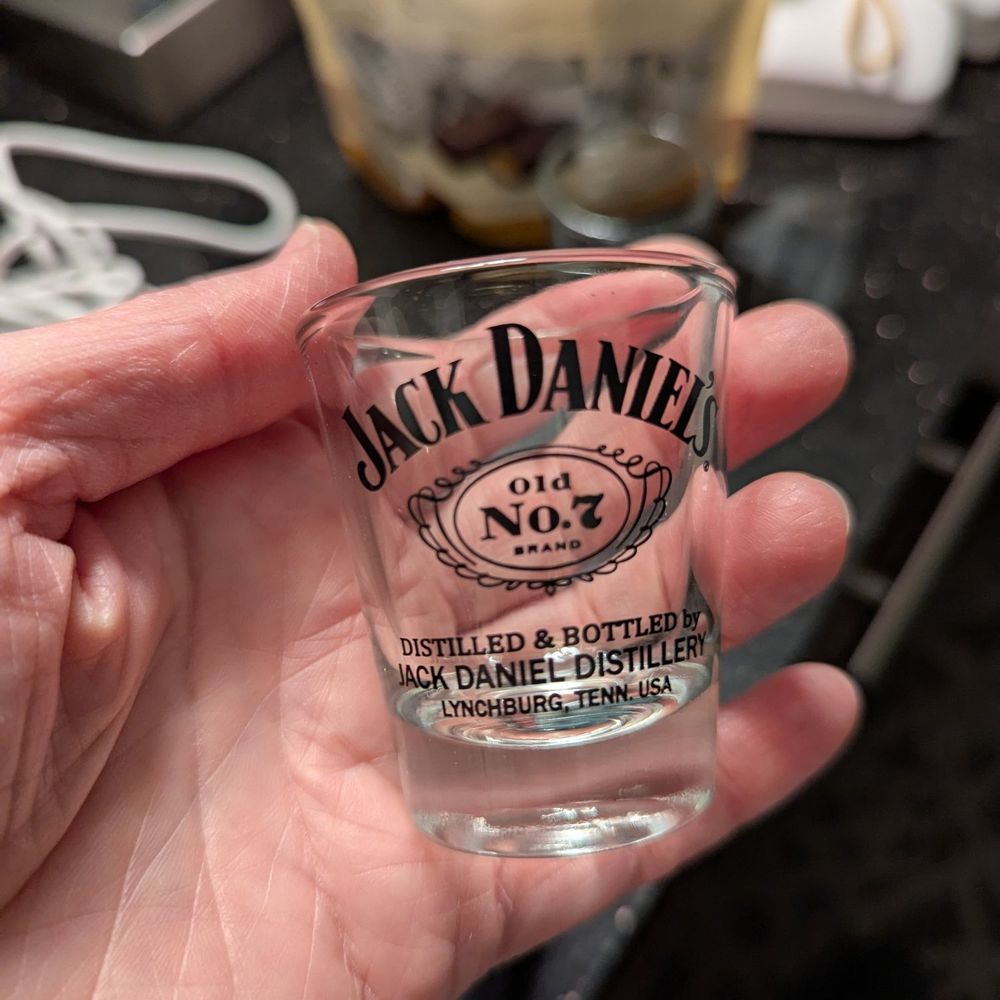 JACK DANIEL'S
Old
No.7
BRAND
DISTILLED & BOTTLED by
JACK DANIEL DISTILLERY
LYNCHBURG, TENN. USA